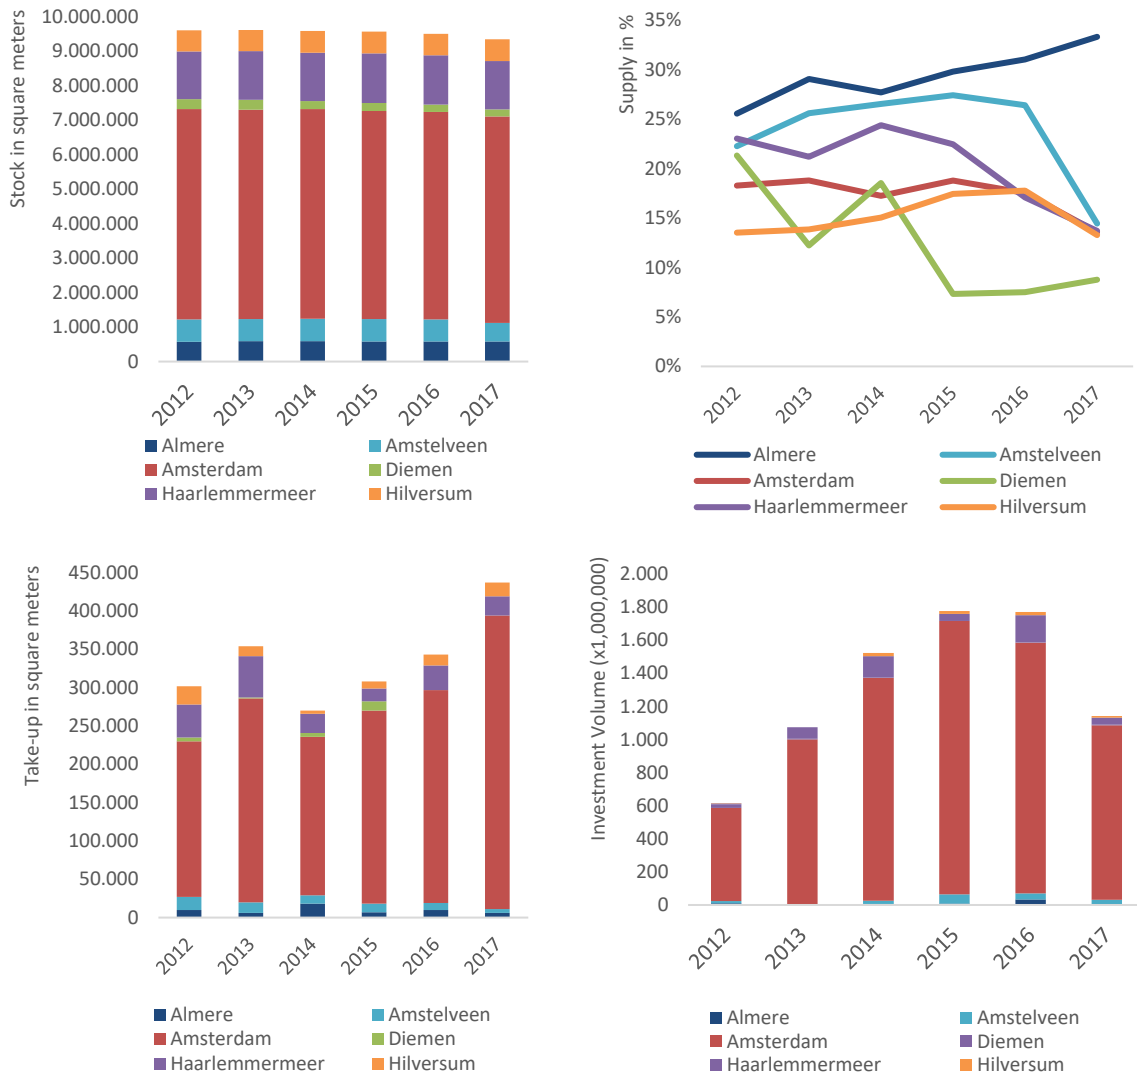 Stock in square meters
10.000.000
9.000.000
8.000.000
7.000.000
6.000.000
5.000.000
4.000.000
3.000.000
2.000.000
1.000.000
0
2012 2013 2014 2015 2016 2017
Almere Amstelveen
Amsterdam Diemen
Haarlemmermeer Hilversum
Supply in %
35%
30%
25%
20%
15%
10%
5%
0%
2012 2013 2014 2015 2016 2017
Almere Amstelveen
Amsterdam Diemen
Haarlemmermeer Hilversum
Take-up in square meters
450.000
400.000
350.000
300.000
250.000
200.000
150.000
100.000
50.000
0
2012 2013 2014 2015 2016 2017
Almere Amstelveen
Amsterdam Diemen
Haarlemmermeer Hilversum
Investment Volume (x1,000,000)
2.000
1.800
1.600
1.400
1.200
1.000
800
600
400
200
0
2012 2013 2014 2015 2016 2017
Almere Amstelveen
Amsterdam Diemen
Haarlemmermeer Hilversum